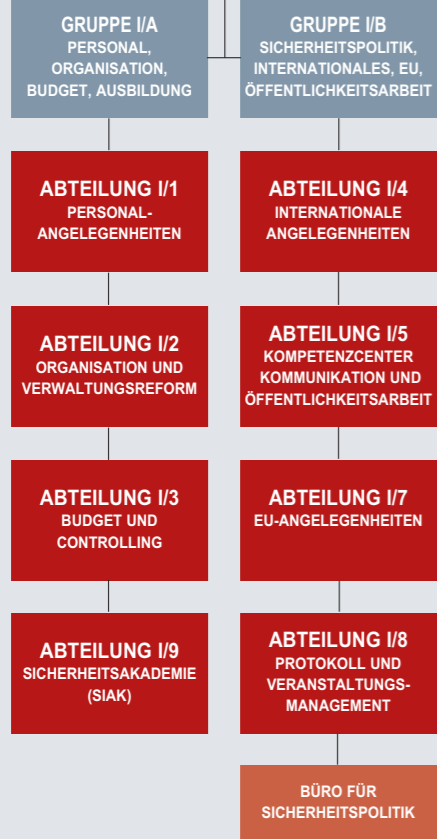 GRUPPE I/A
PERSONAL,
ORGANISATION,
BUDGET, AUSBILDUNG
ABTEILUNG I/1
PERSONAL-
ANGELEGENHEITEN
ABTEILUNG I/2
ORGANISATION UND
VERWALTUNGSREFORM
ABTEILUNG I/3
BUDGET UND
CONTROLLING
ABTEILUNG I/9
SICHERHEITSAKADEMIE
(SIAK)
GRUPPE I/B
SICHERHEITSPOLITIK,
INTERNATIONALES, EU,
ÖFFENTLICHKEITSARBEIT
ABTEILUNG I/4
INTERNATIONALE
ANGELEGENHEITEN
ABTEILUNG I/5
KOMPETENZCENTER
KOMMUNIKATION UND
ÖFFENTLICHKEITSARBEIT
ABTEILUNG I/7
EU-ANGELEGENHEITEN
ABTEILUNG I/8
PROTOKOLL UND
VERANSTALTUNGS-
MANAGEMENT
BÜRO FÜR
SICHERHEITSPOLITIK